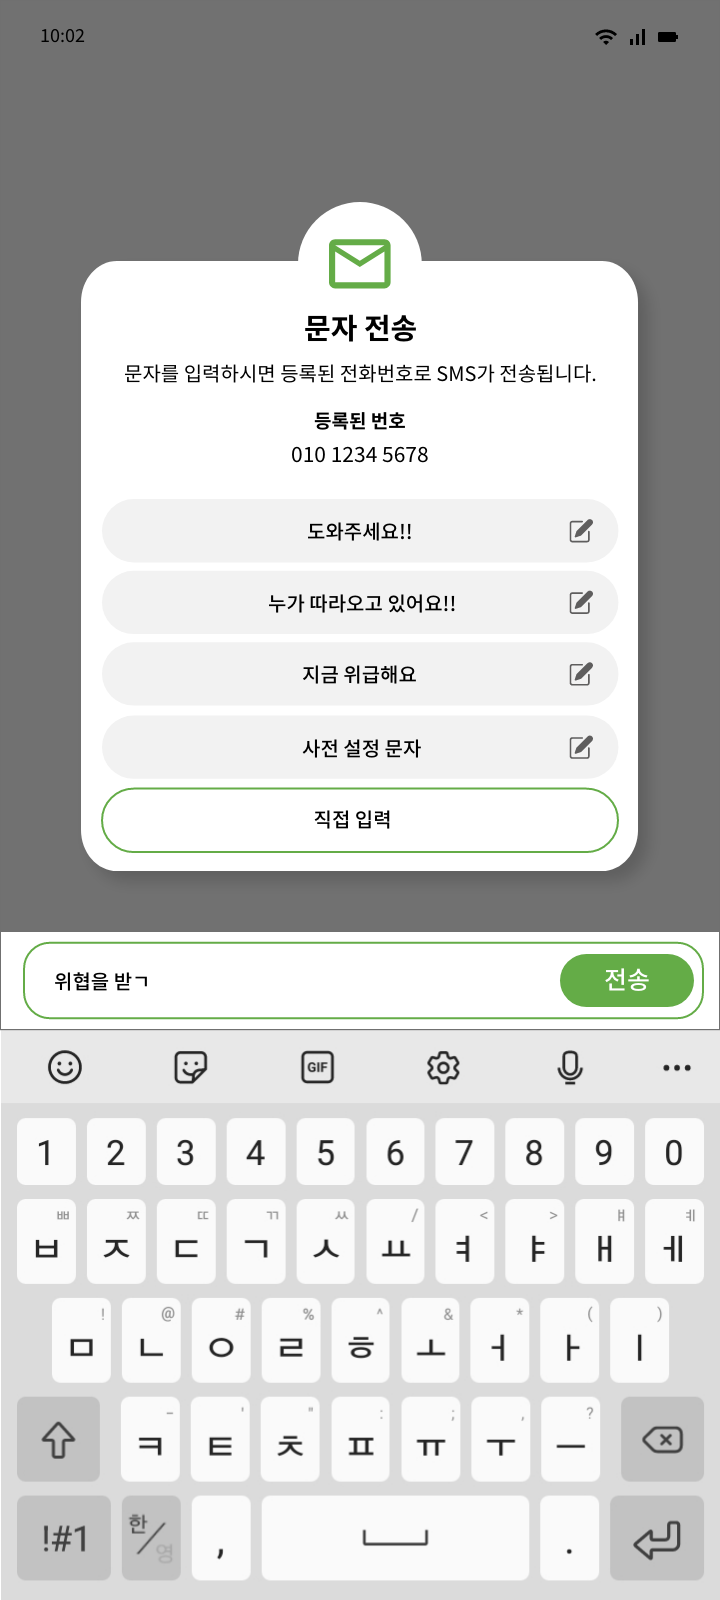 10:02
문자 전송
문자를 입력하시면 등록된 전화번호로 SMS가 전송됩니다.
등록된 번호
010 1234 5678
도와주세요!!
누가 따라오고 있어요!!
지금 위급해요
사전 설정 문자
직접 입력
위협을 받ㄱ 전송
GIF
1 2 3 4 5 6 7 8 9 0
ㅃ ㅉ ㄸ ㄲ ㅆ / < > ㅒ ㅖ
ㅂ ㅈ ㄷ ㄱ ㅅ ㅛ ㅕ ㅑ ㅐ ㅔ
! @ # % ^ & * ( )
ㅁ ㄴ ㅇ ㄹ ㅎ ㅗ ㅓ ㅏ ㅣ
- ' " : ; , ?
ㅋ ㅌ ㅊ ㅍ ㅠ ㅜ ㅡ
!#1 한/영 , .